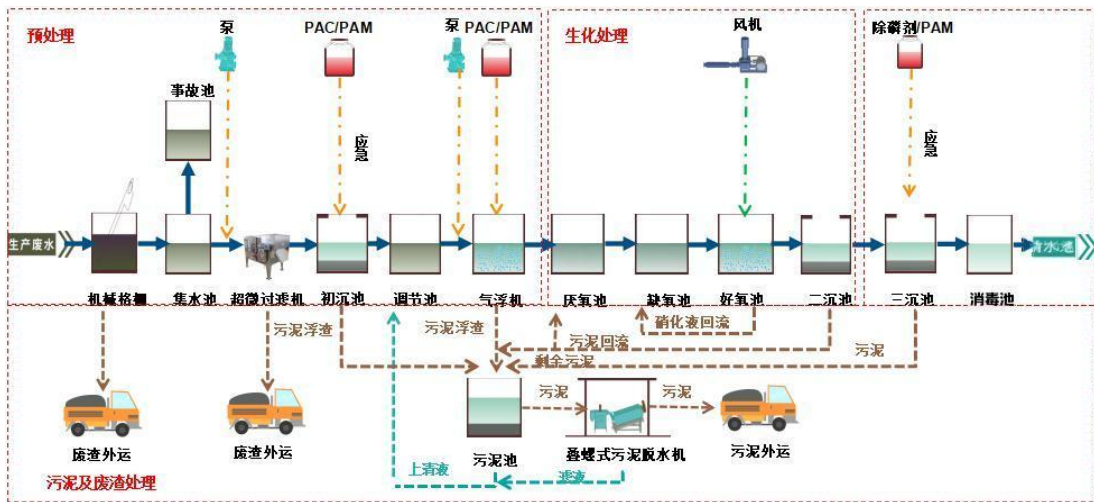 预处理
泵
PAC/PAM
泵
PAC/PAM
生化处理
风机
除磷剂/PAM
事故池
应急
应急
生产废水
清水池
机械格栅
集水池
超微过滤机
初沉池
调节池
气浮机
厌氧池
缺氧池
好氧池
二沉池
三沉池
消毒池
污泥浮渣
污泥浮渣
硝化液回流
污泥回流
剩余污泥
污泥
污泥
污泥
废渣外运
废渣外运
污泥池
叠螺式污泥脱水机
污泥外运
上清液
滤液
污泥及废渣处理